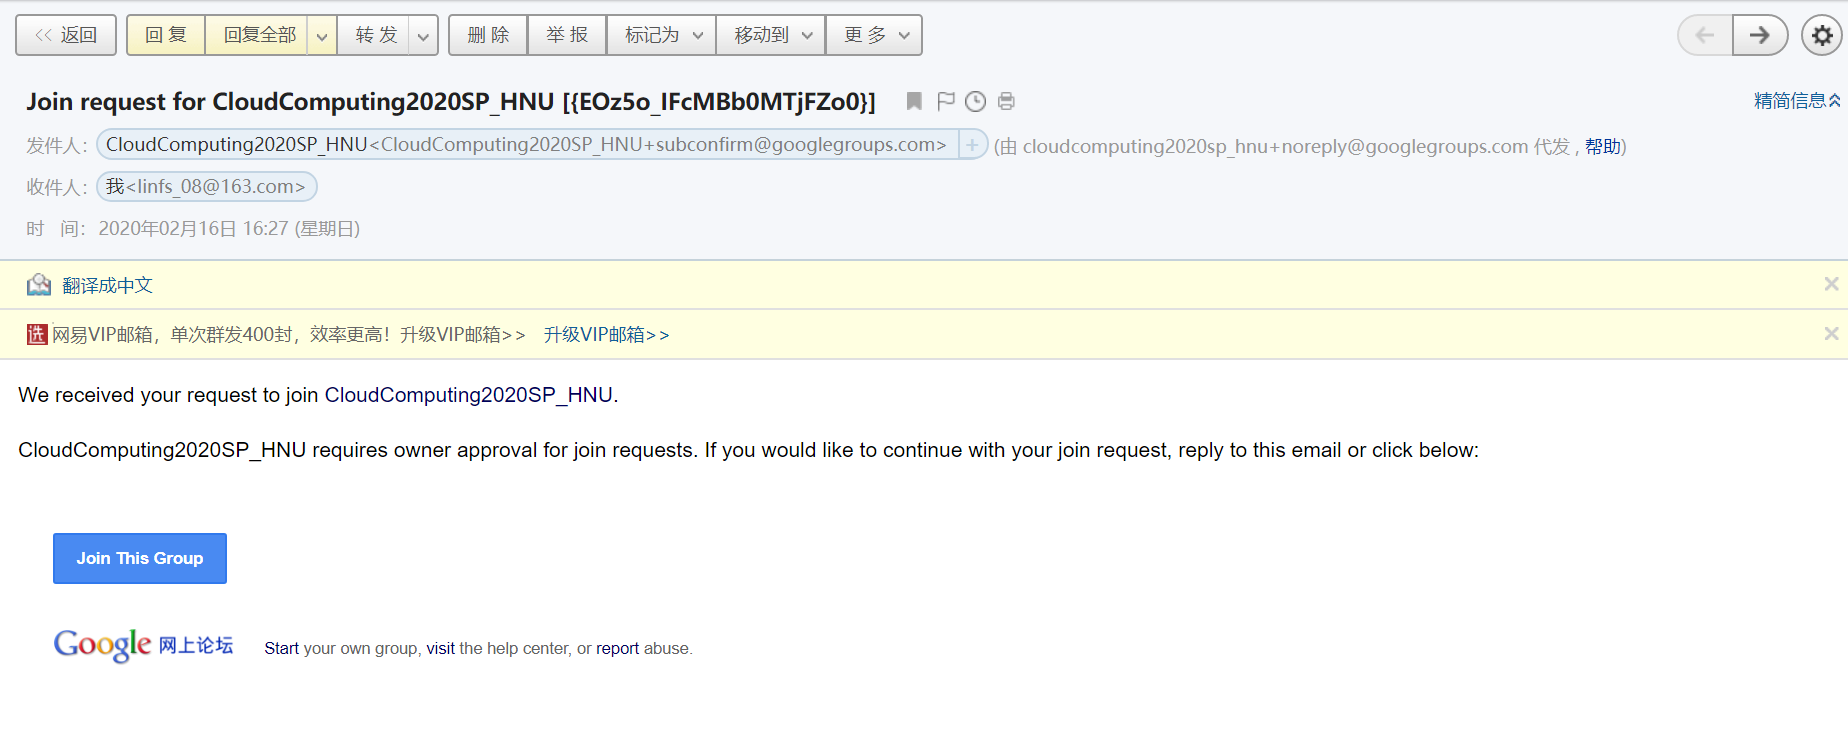 << 返回 回 复 回复全部 转 发 删 除 举 报 标记为 移动到 更 多
Join request for CloudComputing2020SP_HNU [{EOz5o_IFcMBb0MTjFZo0}] 精简信息
发件人： CloudComputing2020SP_HNU<CloudComputing2020SP_HNU+subconfirm@googlegroups.com> + (由 cloudcomputing2020sp_hnu+noreply@googlegroups.com 代发 , 帮助)
收件人： 我<linfs_08@163.com>
时 间： 2020年02月16日 16:27 (星期日)
翻译成中文
选 网易VIP邮箱，单次群发400封，效率更高！升级VIP邮箱>> 升级VIP邮箱>>
We received your request to join CloudComputing2020SP_HNU.
CloudComputing2020SP_HNU requires owner approval for join requests. If you would like to continue with your join request, reply to this email or click below:
Join This Group
Google 网上论坛 Start your own group, visit the help center, or report abuse.